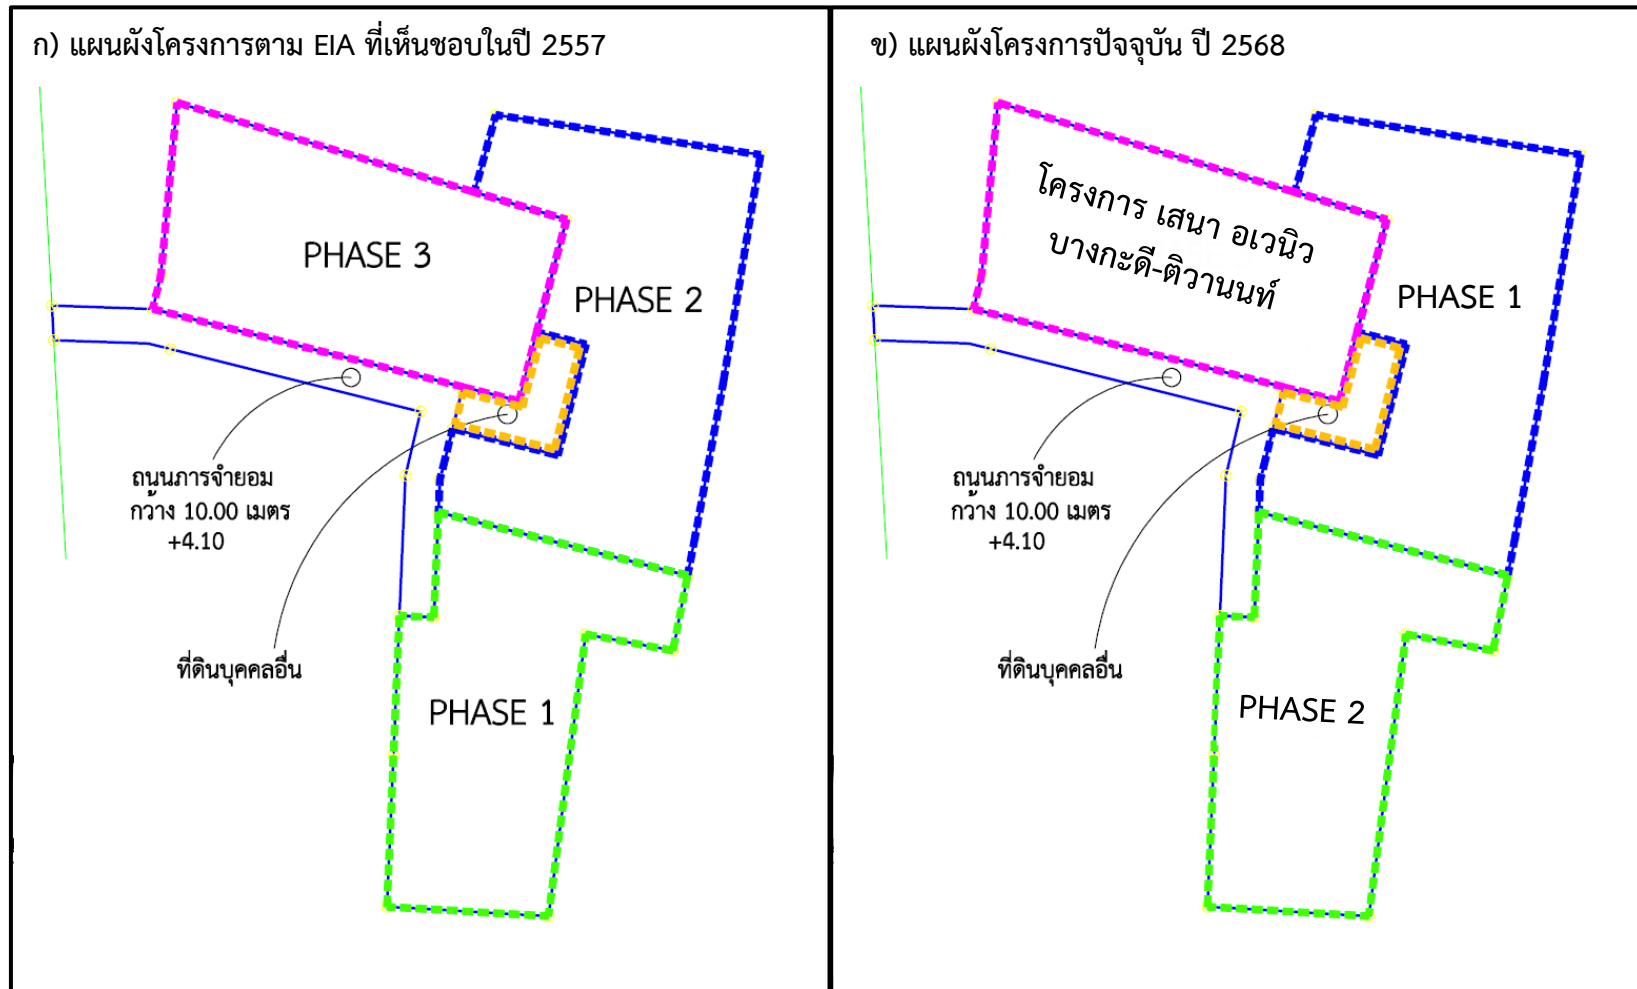 ก) แผนผังโครงการตาม EIA ที่เห็นชอบในปี 2557
PHASE 3
PHASE 2
ถนนภารจำยอม
กว้าง 10.00 เมตร
+4.10
ที่ดินบุคคลอื่น
PHASE 1
ข) แผนผังโครงการปัจจุบัน ปี 2568
โครงการ เสนา อเวนิว
บางกะดี-ติวานนท์
PHASE 1
ถนนภารจำยอม
กว้าง 10.00 เมตร
+4.10
ที่ดินบุคคลอื่น
PHASE 2